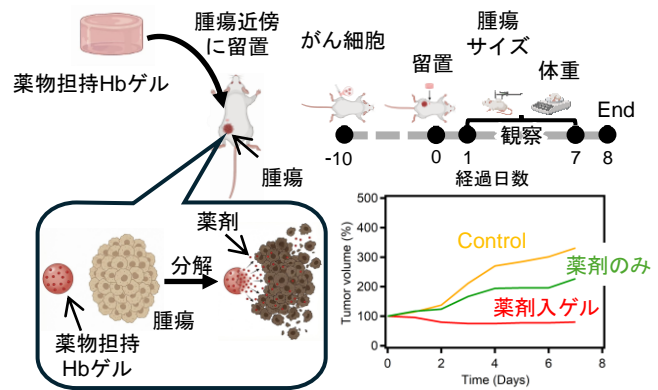 薬物担持Hbゲル
腫瘍近傍
に留置
腫瘍
がん細胞
留置
腫瘍
サイズ
体重
End
観察
-10
0
1
7
8
経過日数
薬剤
分解
腫瘍
薬物担持
Hbゲル
500
400
300
200
100
0
Tumor volume (%)
Control
薬剤のみ
薬剤入ゲル
0
2
4
6
8
Time (Days)